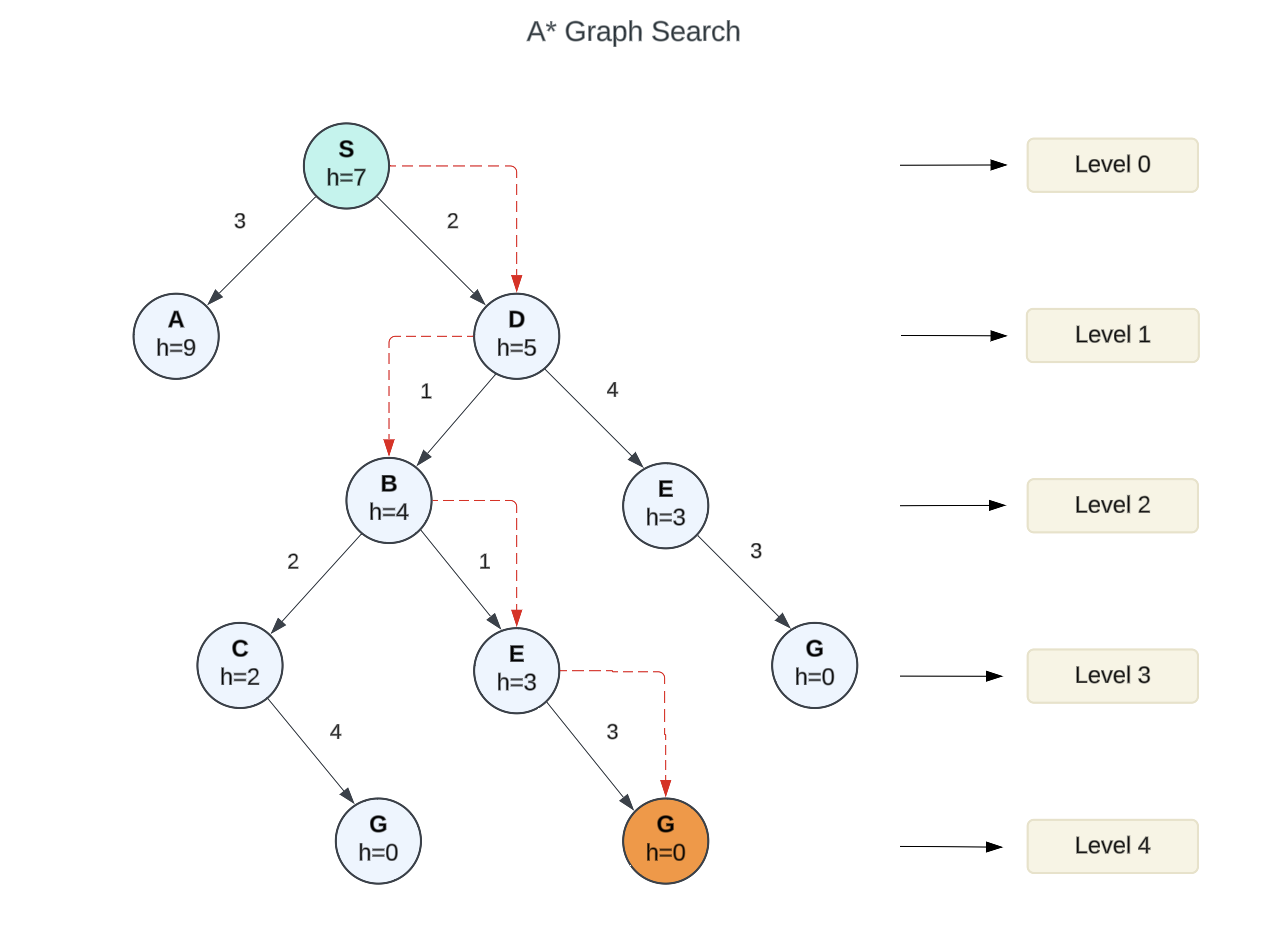 A* Graph Search
S
h=7
Level 0
3
2
A
h=9
D
h=5
Level 1
1
4
B
h=4
E
h=3
Level 2
2
1
3
C
h=2
E
h=3
G
h=0
Level 3
4
3
G
h=0
G
h=0
Level 4